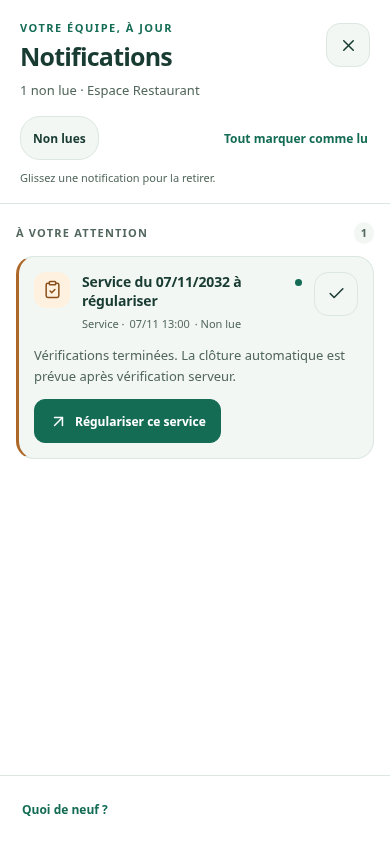 VOTRE ÉQUIPE, À JOUR
Notifications
1 non lue · Espace Restaurant
Non lues
Tout marquer comme lu
Glissez une notification pour la retirer.
À VOTRE ATTENTION
1
Service du 07/11/2032 à
régulariser
Service · 07/11 13:00 · Non lue
Vérifications terminées. La clôture automatique est
prévue après vérification serveur.
Régulariser ce service
Quoi de neuf ?